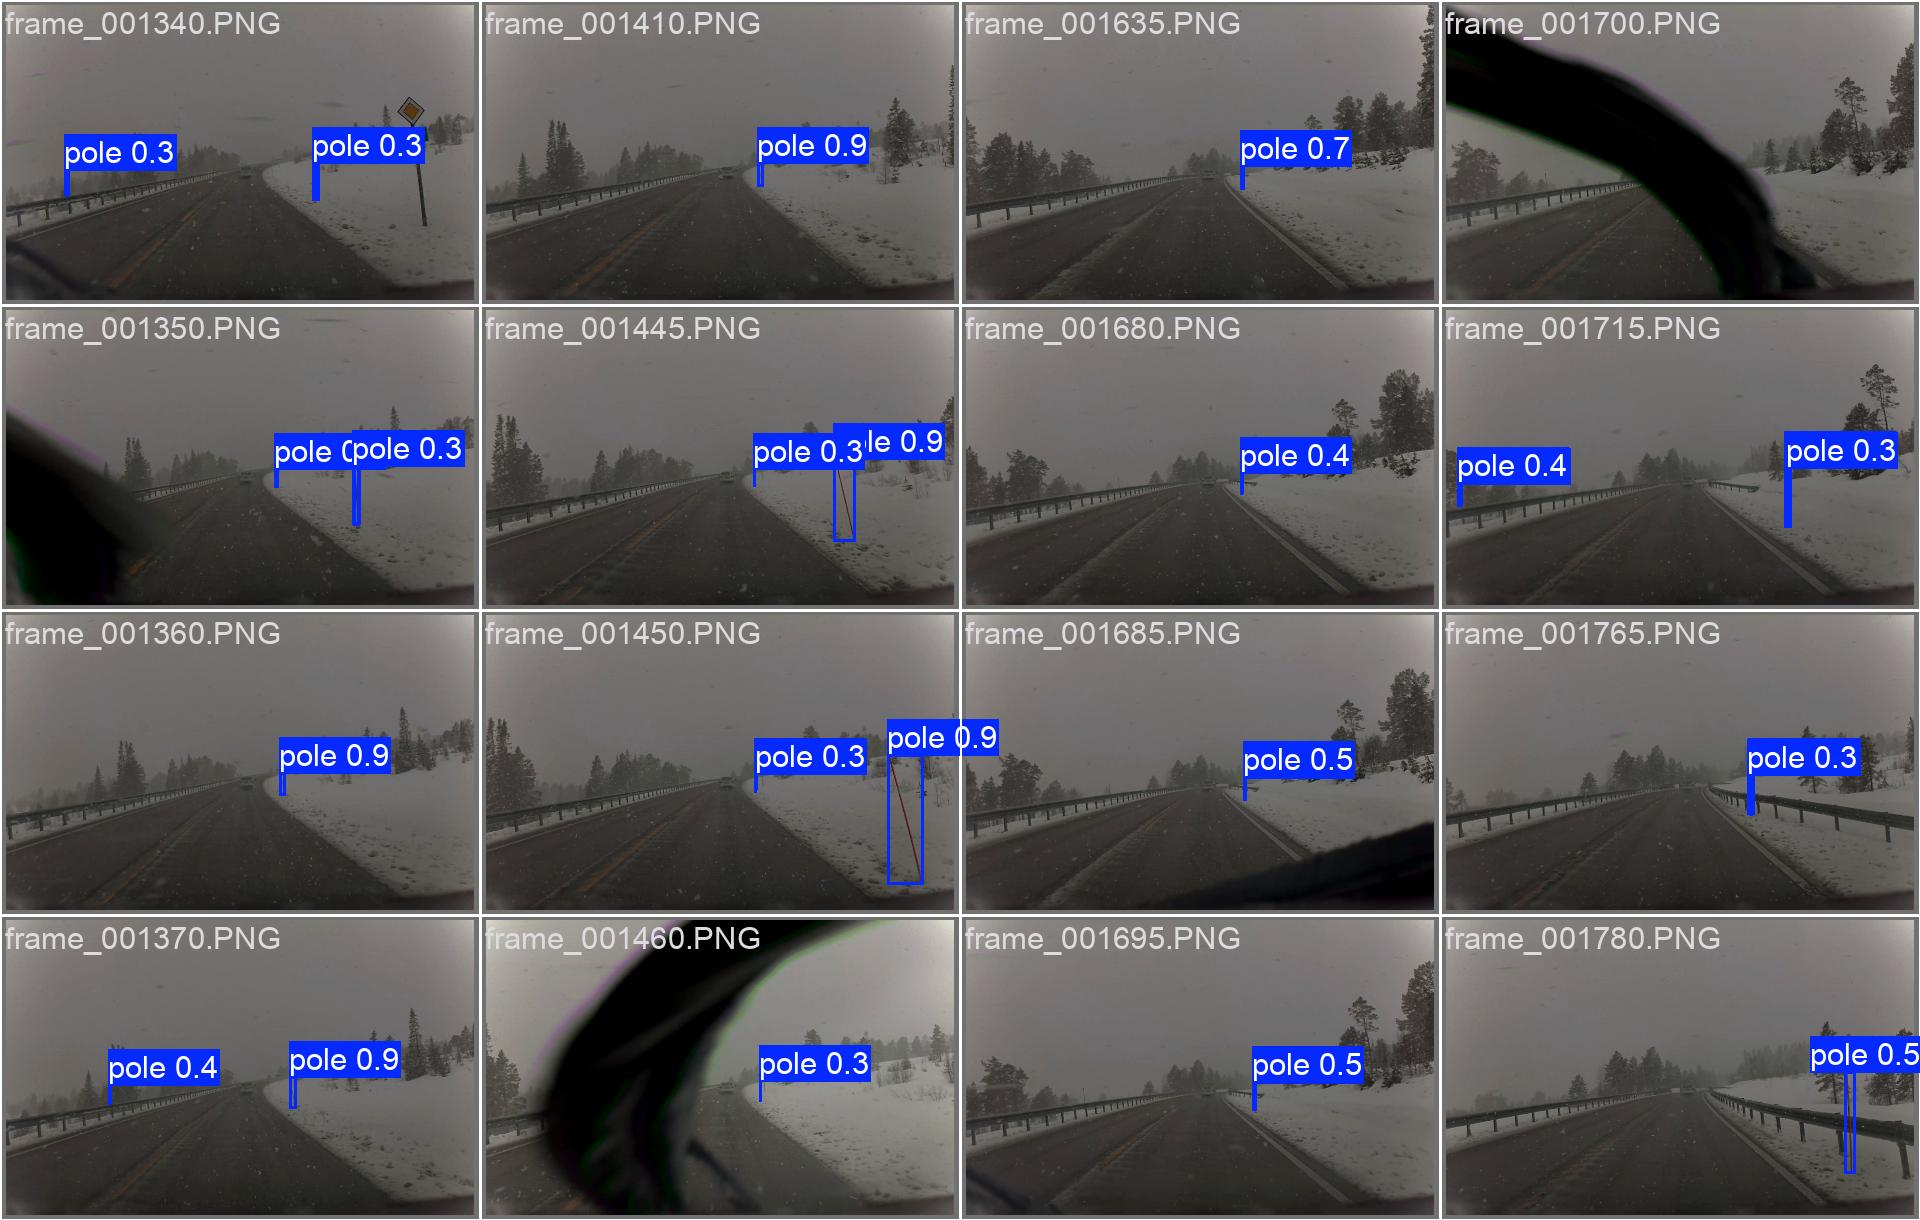 frame_001340.PNG
frame_001410.PNG
frame_001635.PNG
frame_001700.PNG
pole 0.3
pole 0.3
pole 0.9
pole 0.7
frame_001350.PNG
frame_001445.PNG
frame_001680.PNG
frame_001715.PNG
pole
pole 0.3
pole 0.3
0.9
pole 0.4
pole 0.4
pole 0.3
frame_001360.PNG
frame_001450.PNG
frame_001685.PNG
frame_001765.PNG
pole 0.9
pole 0.3
pole 0.9
pole 0.5
pole 0.3
frame_001370.PNG
frame_001460.PNG
frame_001695.PNG
frame_001780.PNG
pole 0.4
pole 0.9
pole 0.3
pole 0.5
pole 0.5